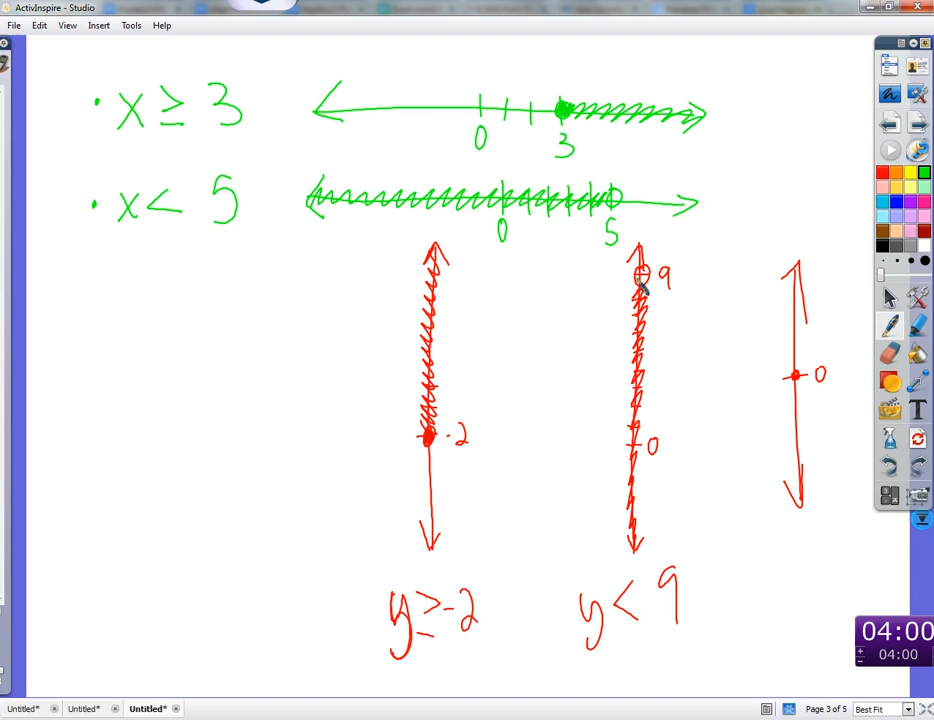 ActivInspire - Studio
File Edit View Insert Tools Help
• x ≥ 3
0 3
• x < 5
0 5
9
-2
0
0
y ≥ -2
y < 9
04:00
04:00
Untitled* Untitled* Untitled*
Page 3 of 5 Best Fit